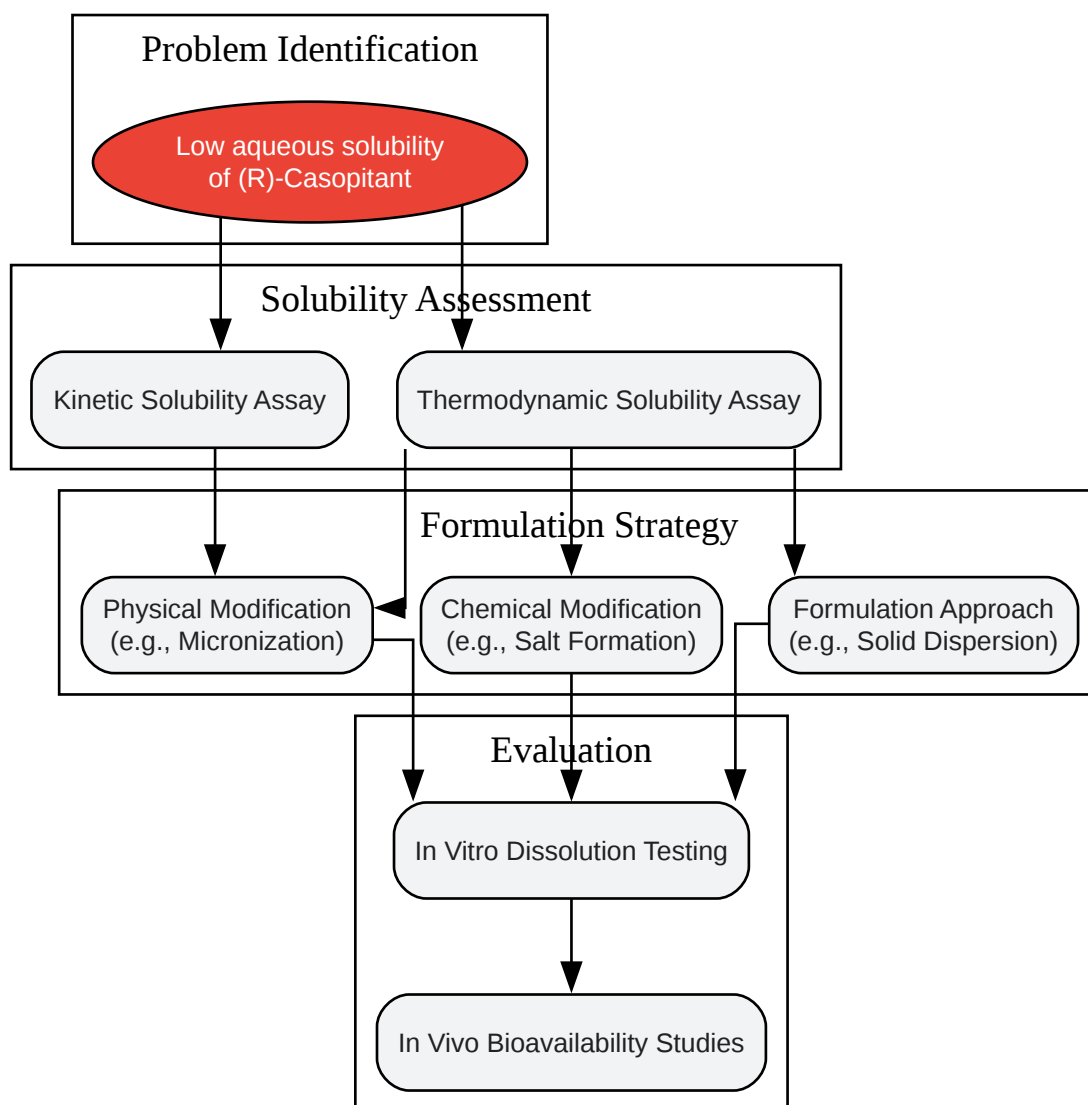 Problem Identification
Low aqueous solubility
of (R)-Casopitant
Solubility Assessment
Kinetic Solubility Assay
Thermodynamic Solubility Assay
Formulation Strategy
Physical Modification
(e.g., Micronization)
Chemical Modification
(e.g., Salt Formation)
Formulation Approach
(e.g., Solid Dispersion)
Evaluation
In Vitro Dissolution Testing
In Vivo Bioavailability Studies